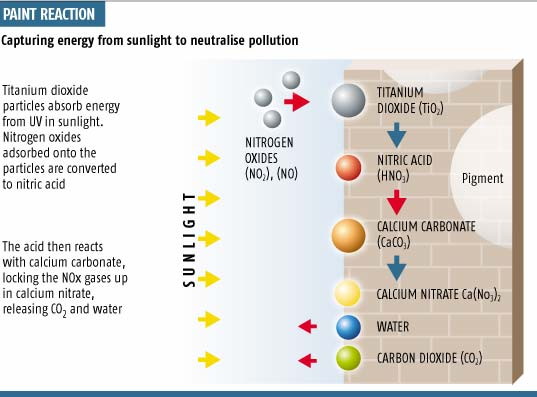 PAINT REACTION
Capturing energy from sunlight to neutralise pollution
Titanium dioxide
particles absorb energy
from UV in sunlight.
Nitrogen oxides
adsorbed onto the
particles are converted
to nitric acid
The acid then reacts
with calcium carbonate,
locking the NOx gases up
in calcium nitrate,
releasing CO₂ and water
SUNLIGHT
NITROGEN
OXIDES
(NO₂), (NO)
TITANIUM
DIOXIDE (TiO₂)
NITRIC ACID
(HNO₃)
Pigment
CALCIUM CARBONATE
(CaCO₃)
CALCIUM NITRATE Ca(No₃)₂
WATER
CARBON DIOXIDE (CO₂)